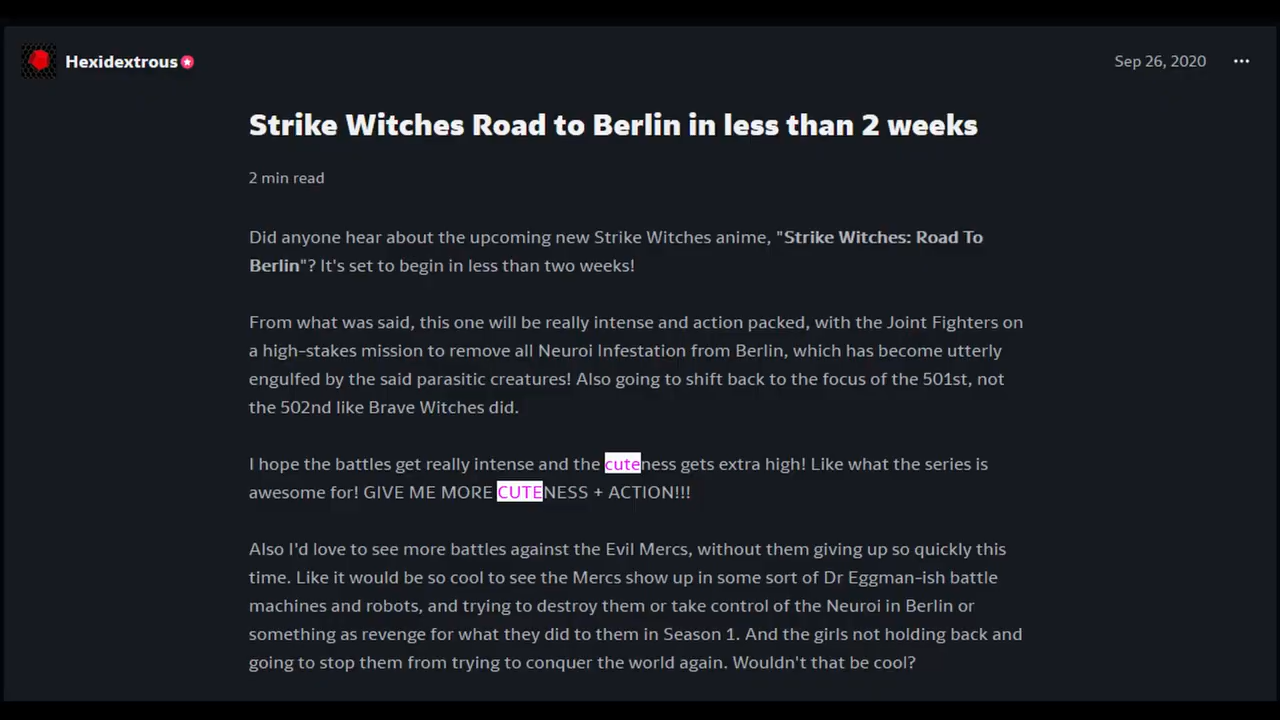 Hexidextrous
Sep 26, 2020
Strike Witches Road to Berlin in less than 2 weeks
2 min read
Did anyone hear about the upcoming new Strike Witches anime, "Strike Witches: Road To
Berlin"? It's set to begin in less than two weeks!
From what was said, this one will be really intense and action packed, with the Joint Fighters on
a high-stakes mission to remove all Neuroi Infestation from Berlin, which has become utterly
engulfed by the said parasitic creatures! Also going to shift back to the focus of the 501st, not
the 502nd like Brave Witches did.
I hope the battles get really intense and the cuteness gets extra high! Like what the series is
awesome for! GIVE ME MORE CUTENESS + ACTION!!!
Also I'd love to see more battles against the Evil Mercs, without them giving up so quickly this
time. Like it would be so cool to see the Mercs show up in some sort of Dr Eggman-ish battle
machines and robots, and trying to destroy them or take control of the Neuroi in Berlin or
something as revenge for what they did to them in Season 1. And the girls not holding back and
going to stop them from trying to conquer the world again. Wouldn't that be cool?